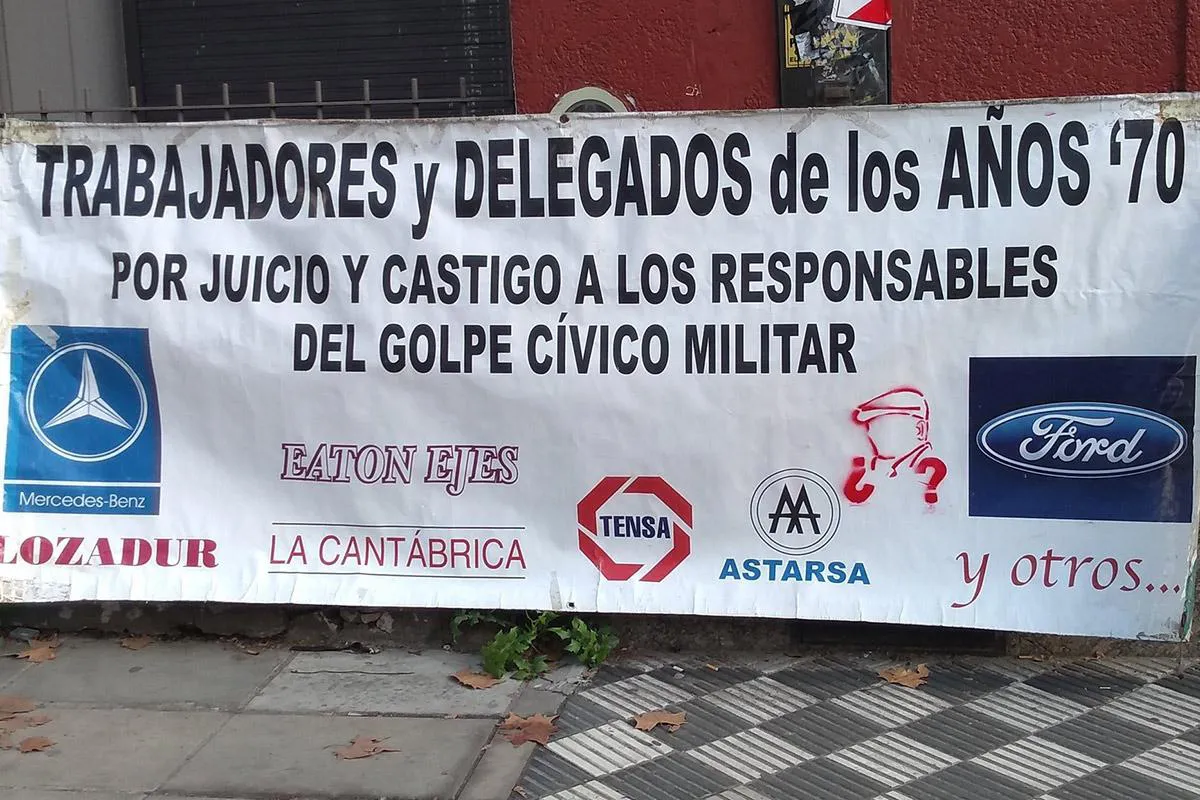 TRABAJADORES y DELEGADOS de los AÑOS '70
POR JUICIO Y CASTIGO A LOS RESPONSABLES
DEL GOLPE CÍVICO MILITAR
Mercedes-Benz
LOZADUR
EATON EJES
LA CANTÁBRICA
TENSA
AA
ASTARSA
¿ ?
Ford
y otros...